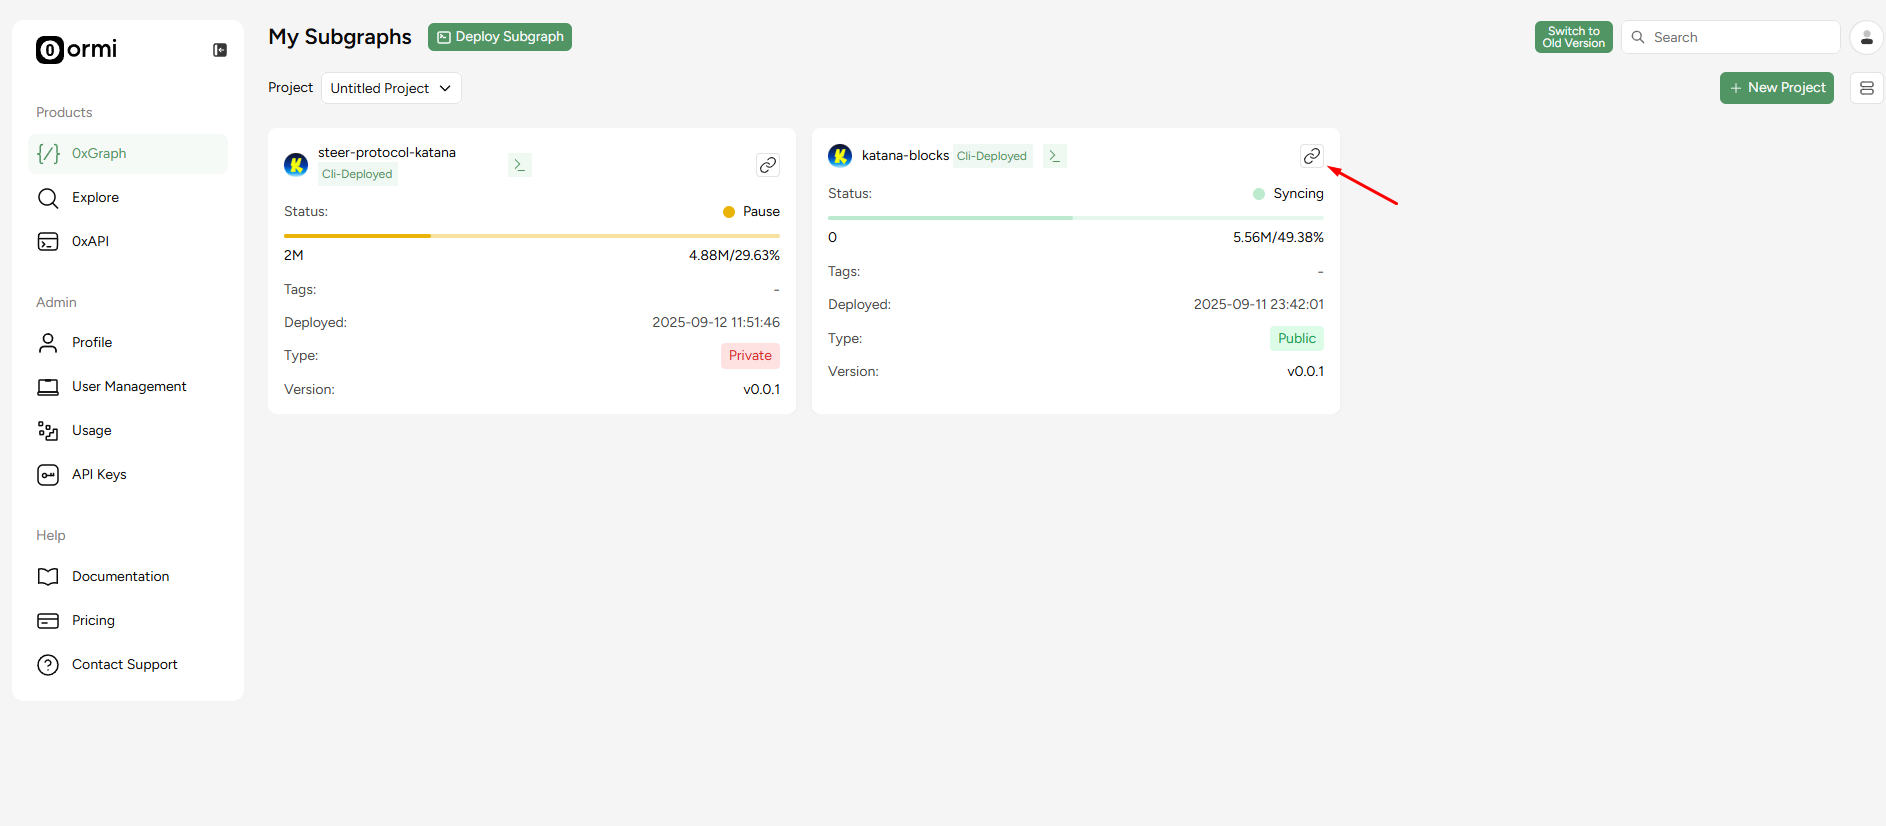 ormi
Products
0xGraph
Explore
0xAPI
Admin
Profile
User Management
Usage
API Keys
Help
Documentation
Pricing
Contact Support
My Subgraphs
Deploy Subgraph
Switch to
Old Version
Search
Project
Untitled Project
New Project
steer-protocol-katana
Cli-Deployed
Status:
Pause
2M
4.88M/29.63%
Tags:
-
Deployed:
2025-09-12 11:51:46
Type:
Private
Version:
v0.0.1
katana-blocks
Cli-Deployed
Status:
Syncing
0
5.56M/49.38%
Tags:
-
Deployed:
2025-09-11 23:42:01
Type:
Public
Version:
v0.0.1